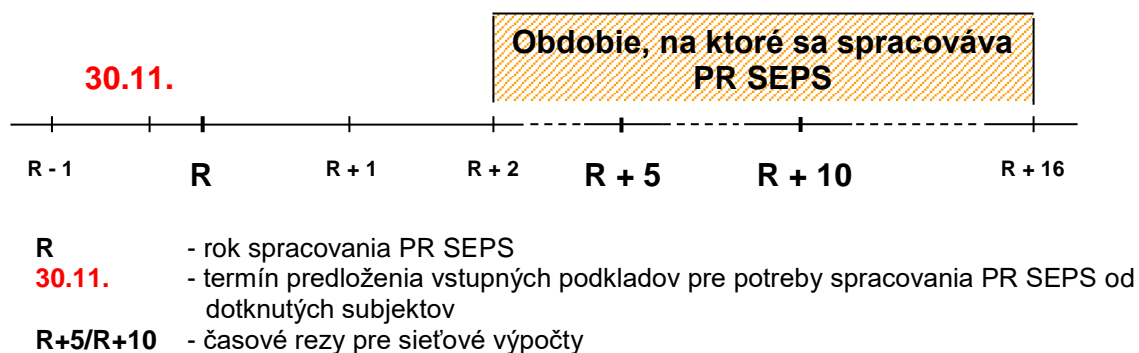 Obdobie, na ktoré sa spracováva
PR SEPS
30.11.
R - 1
R
R + 1
R + 2
R + 5
R + 10
R + 16
R - rok spracovania PR SEPS
30.11. - termín predloženia vstupných podkladov pre potreby spracovania PR SEPS od
dotknutých subjektov
R+5/R+10 - časové rezy pre sieťové výpočty